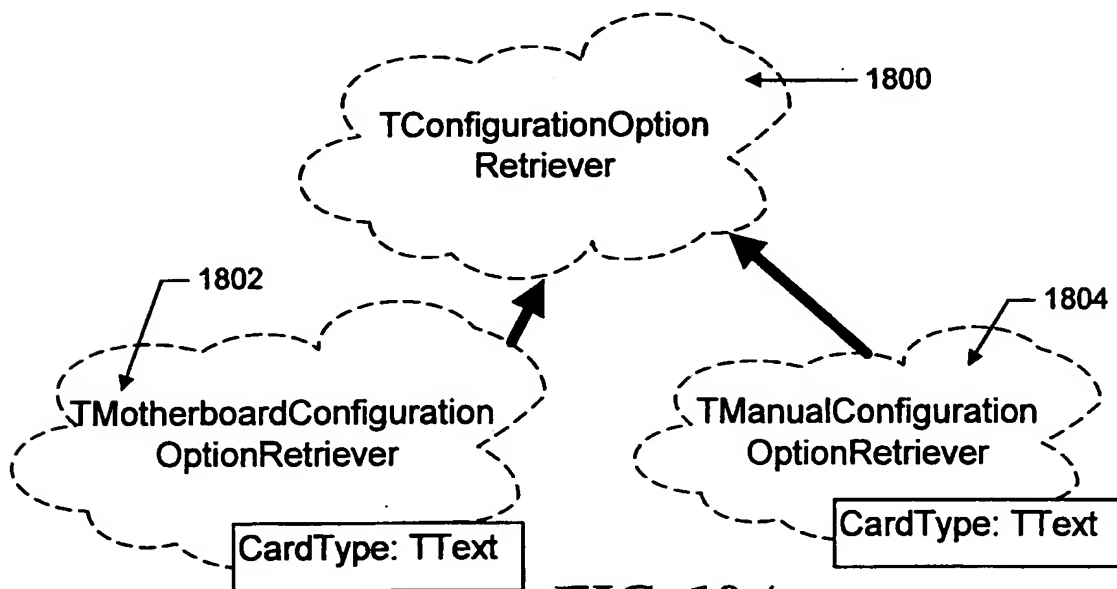 1800
TConfigurationOption
Retriever
1802
1804
TMotherboardConfiguration
OptionRetriever
TManualConfiguration
OptionRetriever
CardType: TText
CardType: TText